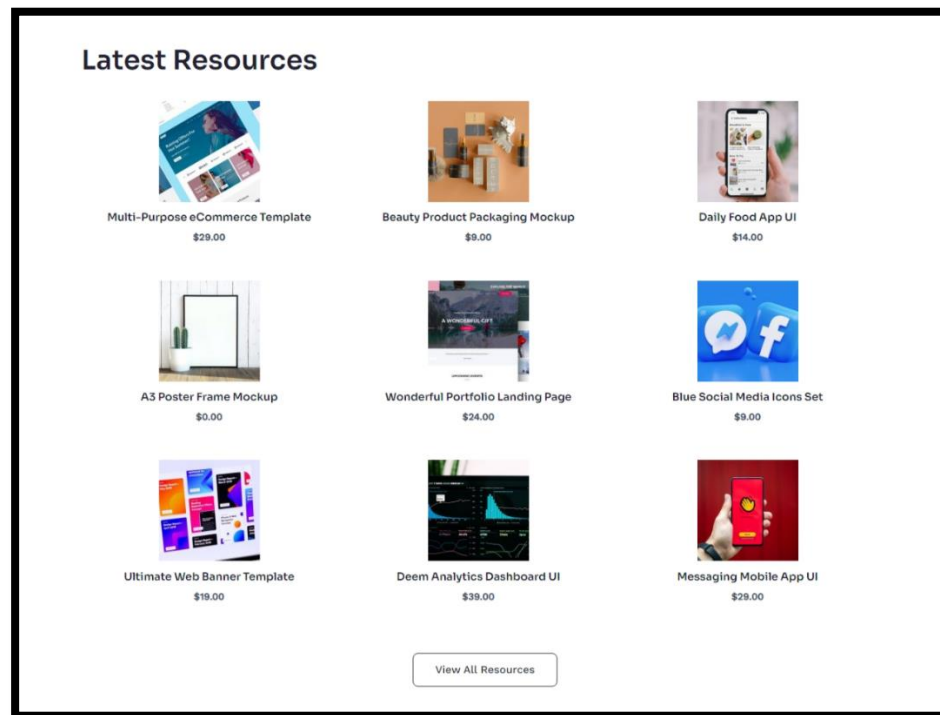 Latest Resources
Multi-Purpose eCommerce Template
$29.00
Beauty Product Packaging Mockup
$9.00
Daily Food App UI
$14.00
A WONDERFUL GIFT
A3 Poster Frame Mockup
$0.00
Wonderful Portfolio Landing Page
$24.00
Blue Social Media Icons Set
$9.00
Ultimate Web Banner Template
$19.00
Deem Analytics Dashboard UI
$39.00
Messaging Mobile App UI
$29.00
View All Resources